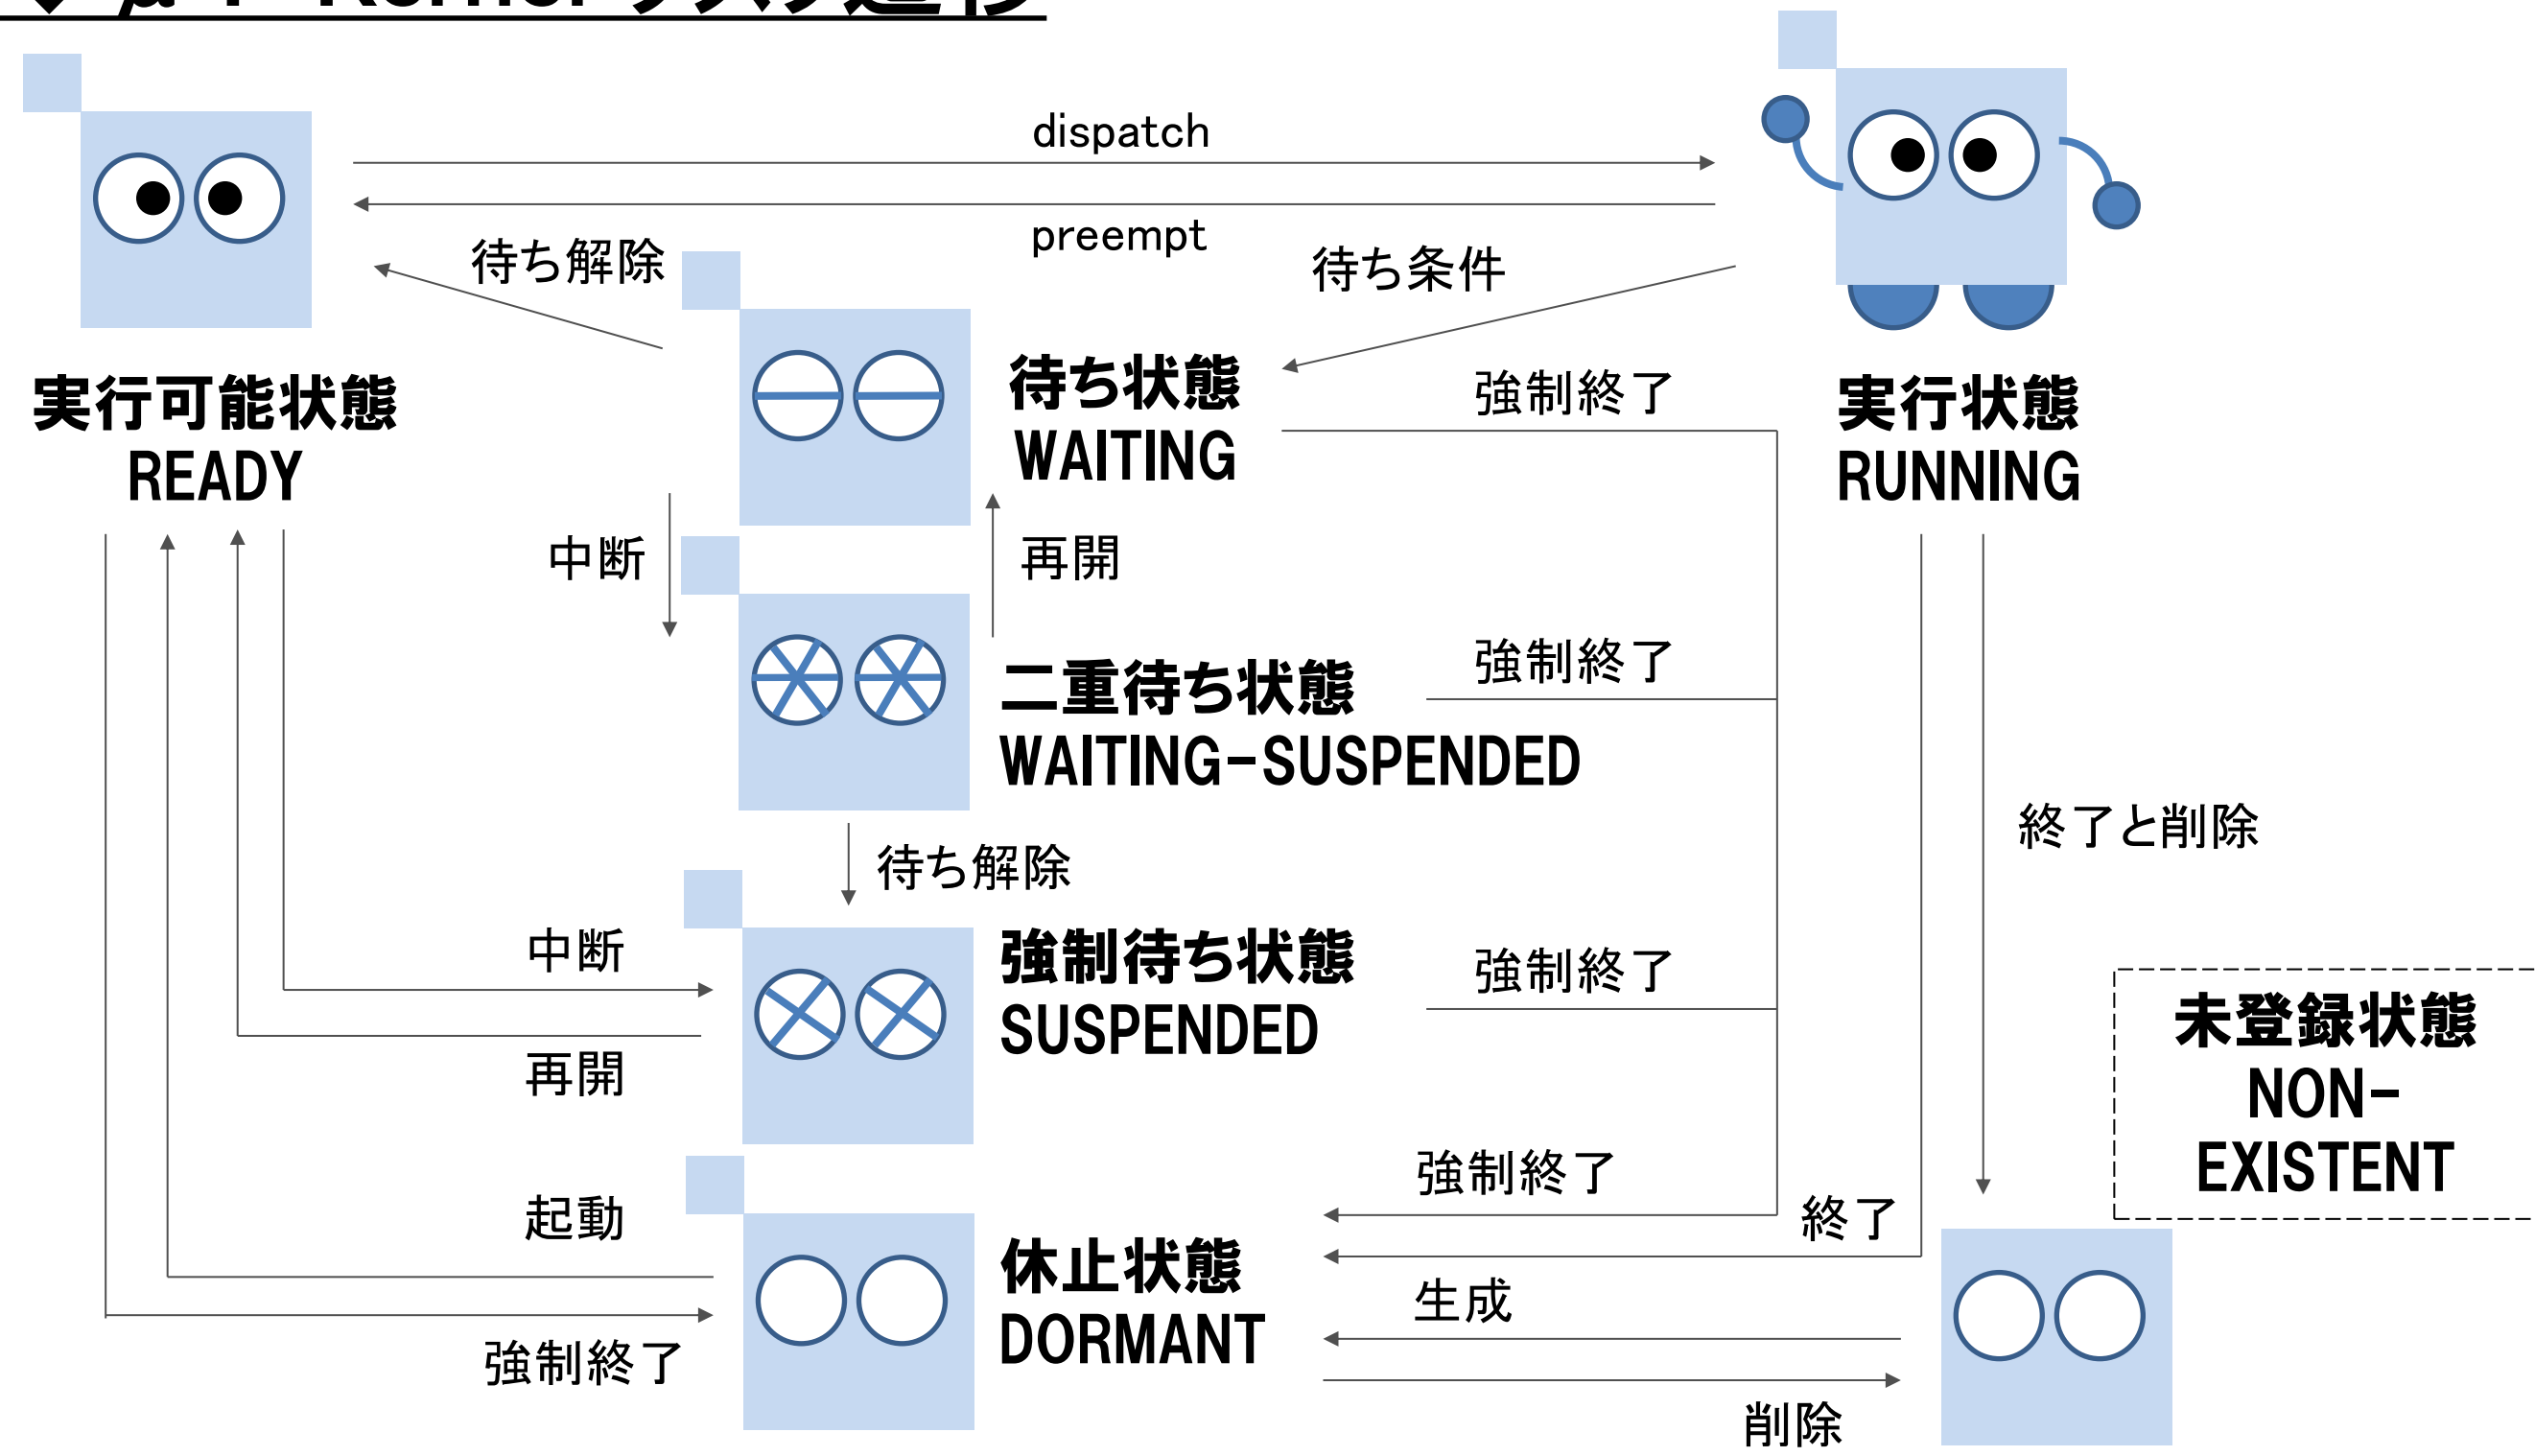 dispatch
preempt
待ち解除
待ち条件
実行可能状態
READY
待ち状態
WAITING
強制終了
実行状態
RUNNING
中断
再開
二重待ち状態
WAITING-SUSPENDED
強制終了
終了と削除
待ち解除
中断
再開
強制待ち状態
SUSPENDED
強制終了
未登録状態
NON-
EXISTENT
起動
強制終了
終了
休止状態
DORMANT
生成
強制終了
削除